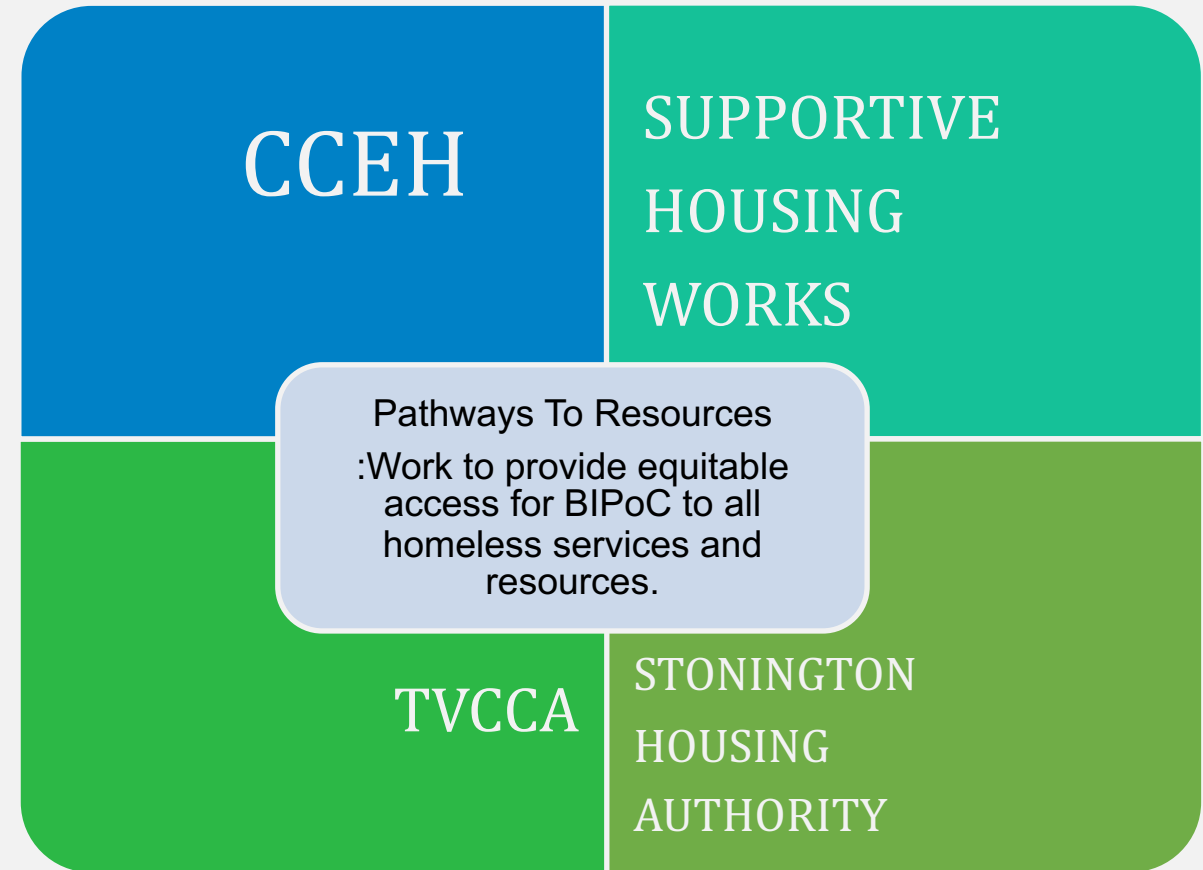 CCEH
SUPPORTIVE
HOUSING
WORKS
Pathways To Resources
:Work to provide equitable
access for BIPoC to all
homeless services and
resources.
TVCCA
STONINGTON
HOUSING
AUTHORITY